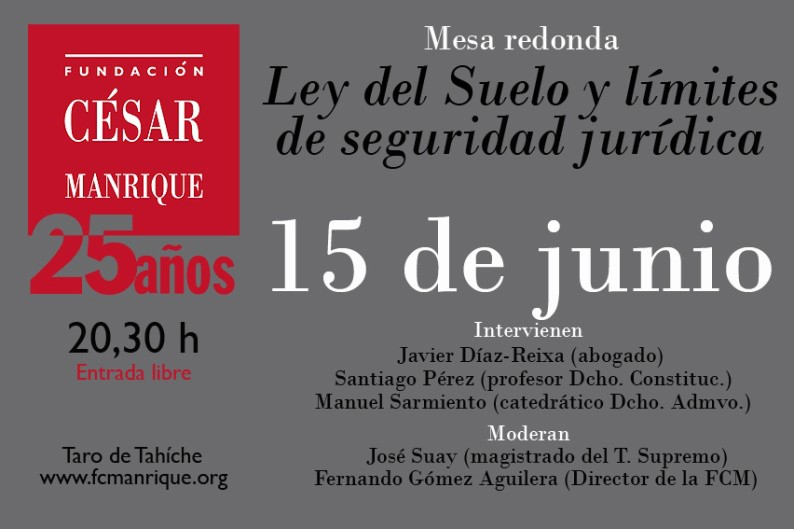 FUNDACIÓN
CÉSAR
MANRIQUE
25años
20,30 h
Entrada libre
Taro de Tahíche
www.fcmanrique.org
Mesa redonda
Ley del Suelo y límites
de seguridad jurídica
15 de junio
Intervienen
Javier Díaz-Reixa (abogado)
Santiago Pérez (profesor Dcho. Constituc.)
Manuel Sarmiento (catedrático Dcho. Admvo.)
Moderan
José Suay (magistrado del T. Supremo)
Fernando Gómez Aguilera (Director de la FCM)